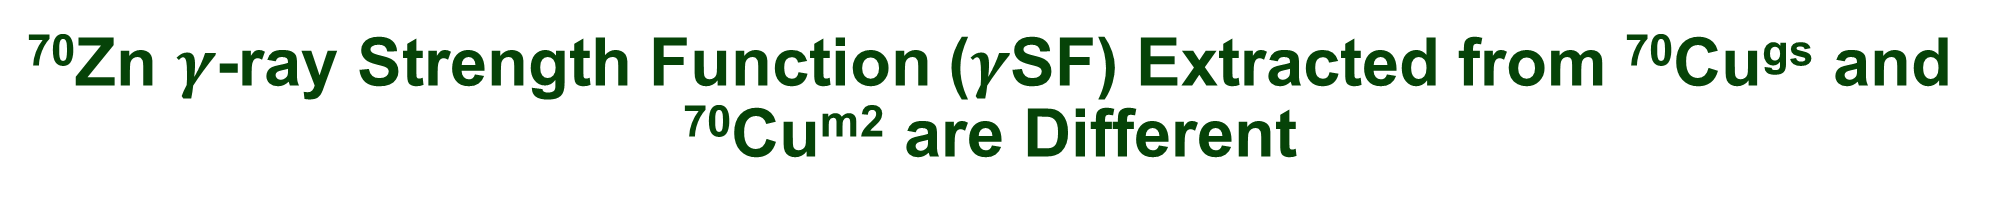 ⁷⁰Zn γ-ray Strength Function (γSF) Extracted from ⁷⁰Cuᵍˢ and
⁷⁰Cuᵐ² are Different